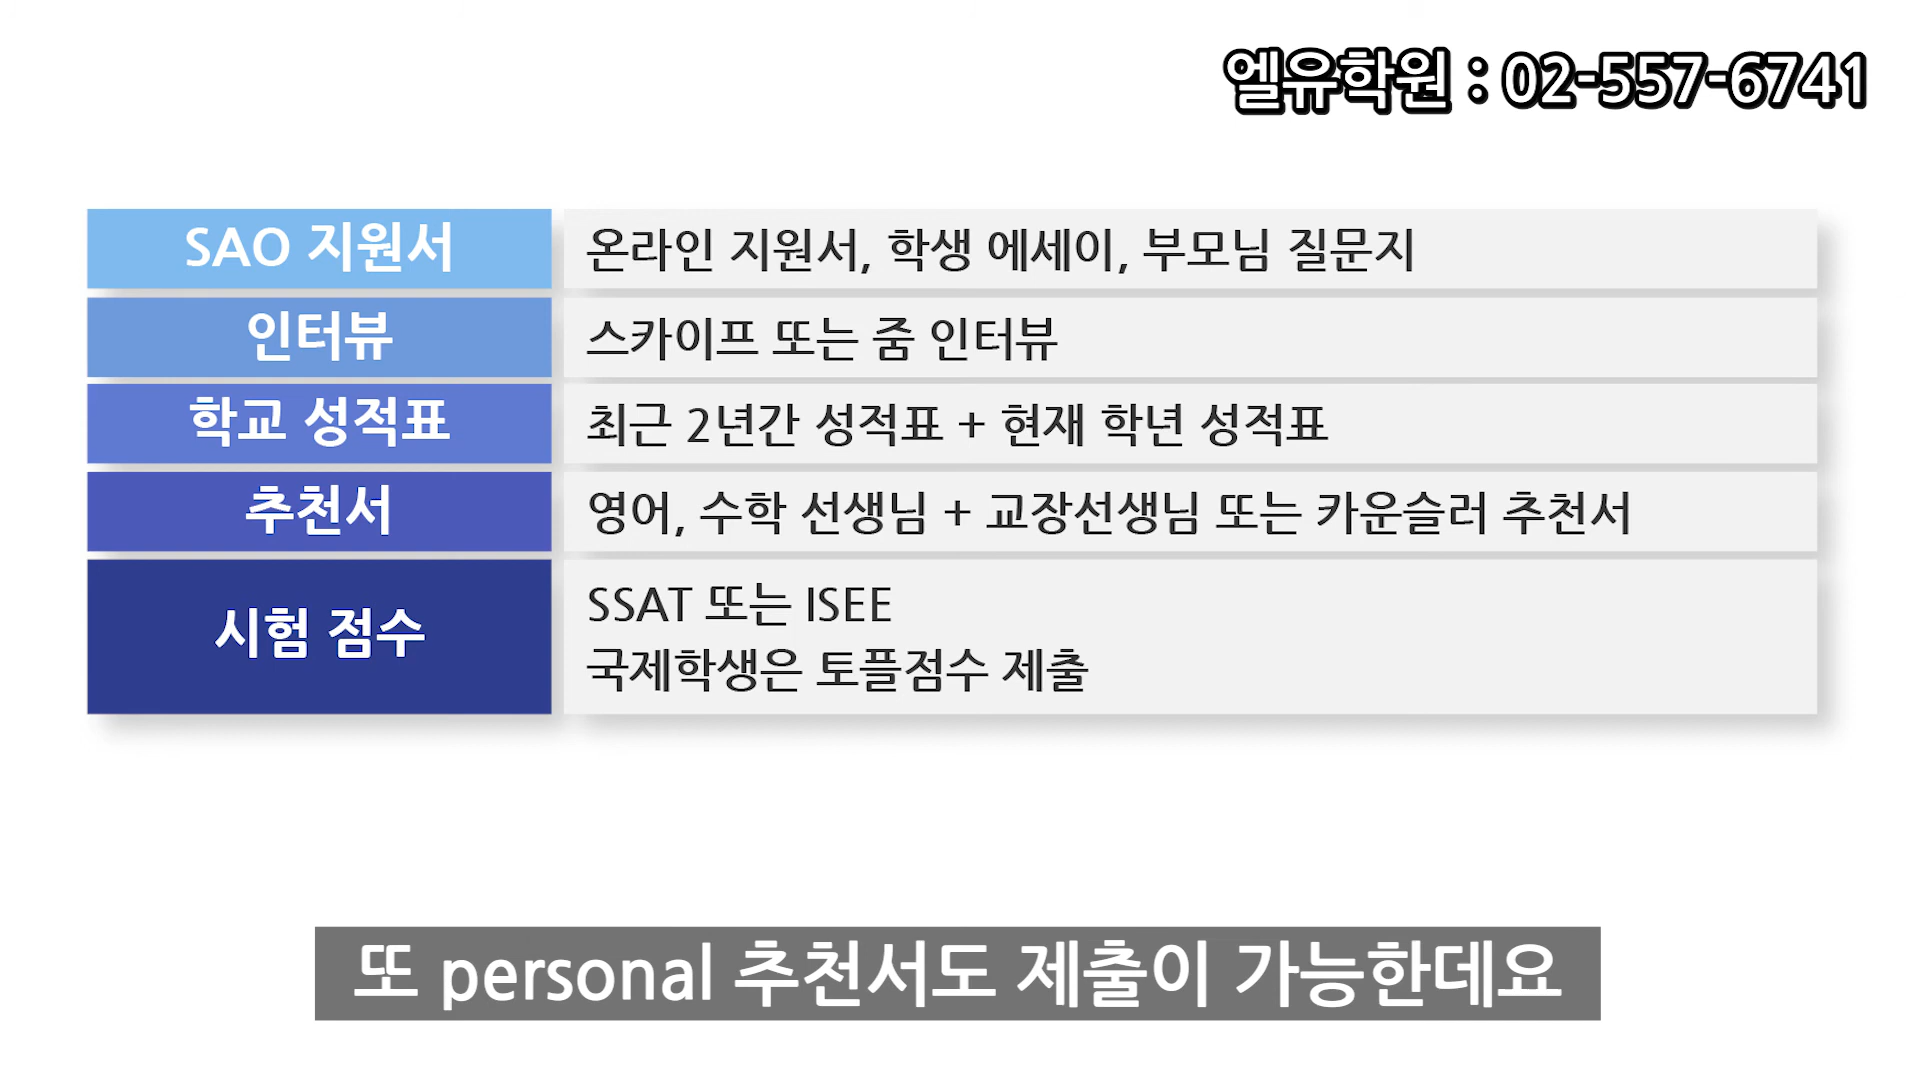 엘유학원 : 02-557-6741
SAO 지원서
온라인 지원서, 학생 에세이, 부모님 질문지
인터뷰
스카이프 또는 줌 인터뷰
학교 성적표
최근 2년간 성적표 + 현재 학년 성적표
추천서
영어, 수학 선생님 + 교장선생님 또는 카운슬러 추천서
시험 점수
SSAT 또는 ISEE
국제학생은 토플점수 제출
또 personal 추천서도 제출이 가능한데요